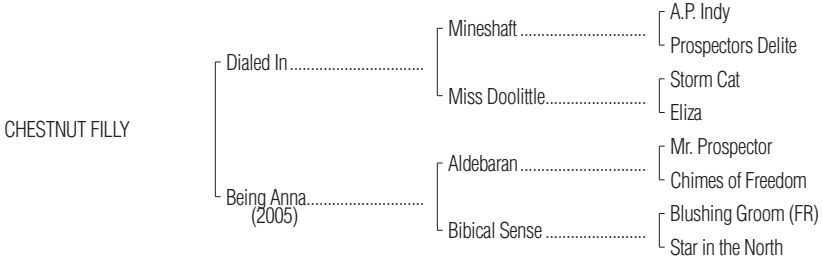 A.P. Indy
Mineshaft ..............................
Prospectors Delite
Dialed In ................................
Storm Cat
Miss Doolittle........................
Eliza
CHESTNUT FILLY
Mr. Prospector
Aldebaran ..............................
Chimes of Freedom
Being Anna............................
(2005)
Blushing Groom (FR)
Bibical Sense ........................
Star in the North